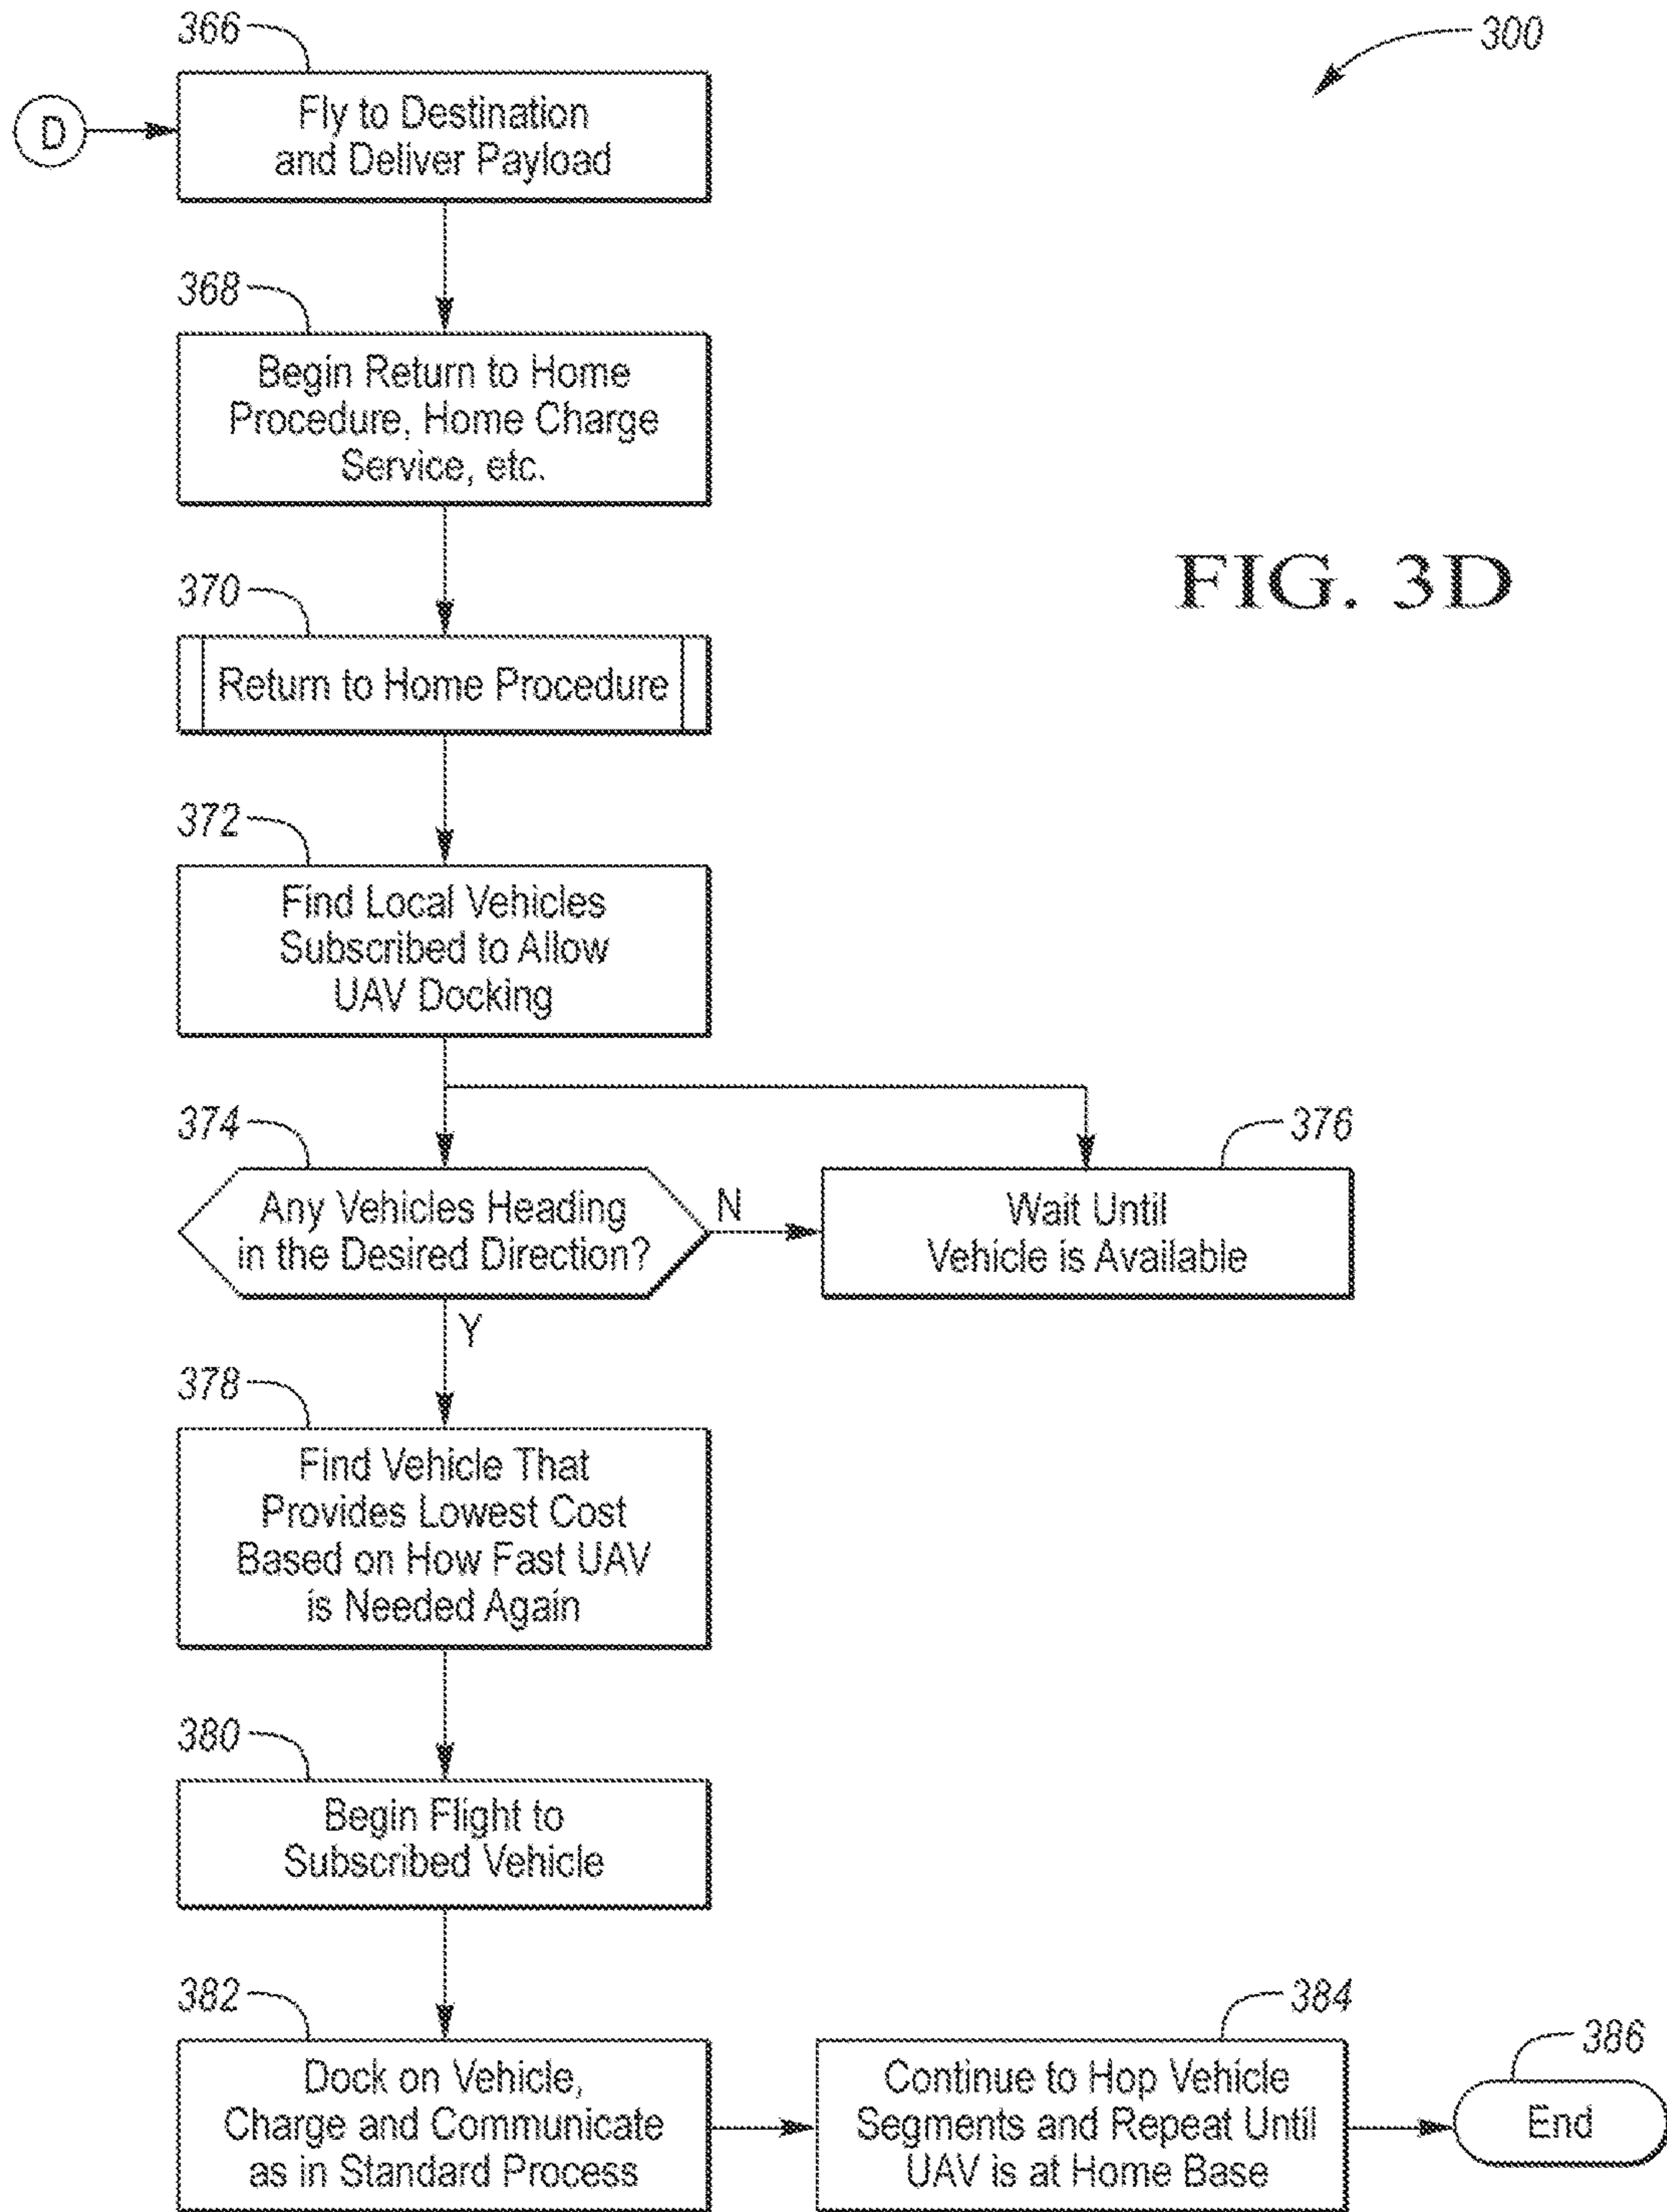 366
300
D
Fly to Destination
and Deliver Payload
368
Begin Return to Home
Procedure, Home Charge
Service, etc.
FIG. 3D
370
Return to Home Procedure
372
Find Local Vehicles
Subscribed to Allow
UAV Docking
374
376
Any Vehicles Heading
in the Desired Direction?
N
Wait Until
Vehicle is Available
Y
378
Find Vehicle That
Provides Lowest Cost
Based on How Fast UAV
is Needed Again
380
Begin Flight to
Subscribed Vehicle
382
Dock on Vehicle,
Charge and Communicate
as in Standard Process
384
Continue to Hop Vehicle
Segments and Repeat Until
UAV is at Home Base
386
End